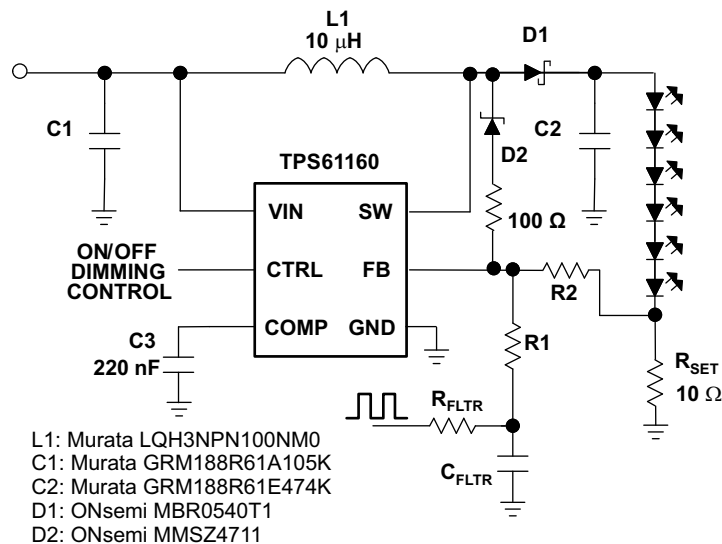 L1
10 μH
D1
C1
D2
C2
TPS61160
VIN
SW
100 Ω
ON/OFF
DIMMING
CONTROL
CTRL
FB
R2
COMP
GND
C3
220 nF
R1
RSET
10 Ω
RFLTR
CFLTR
L1: Murata LQH3NPN100NM0
C1: Murata GRM188R61A105K
C2: Murata GRM188R61E474K
D1: ONsemi MBR0540T1
D2: ONsemi MMSZ4711